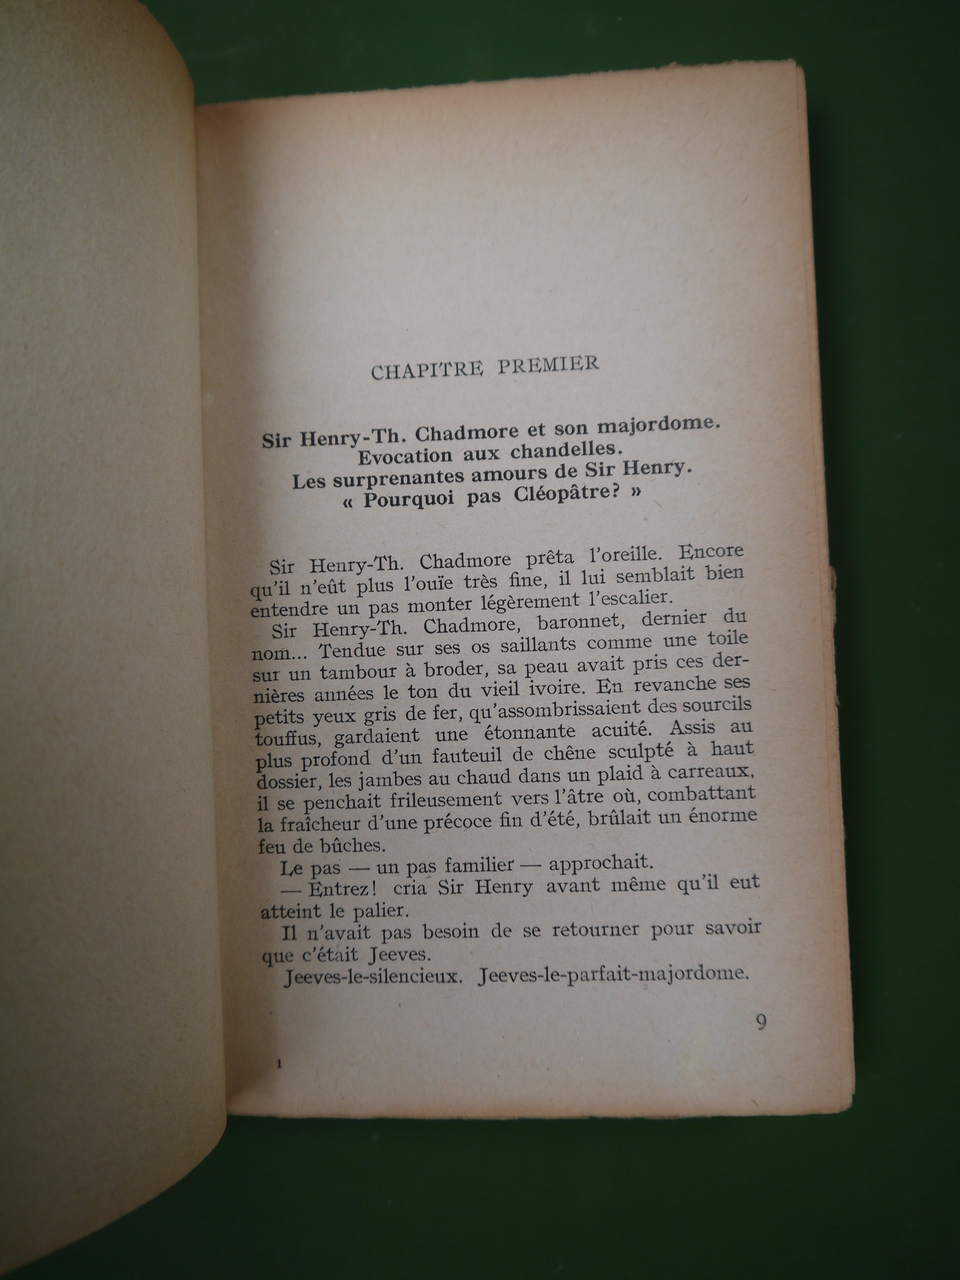 CHAPITRE PREMIER
Sir Henry-Th. Chadmore et son majordome.
Evocation aux chandelles.
Les surprenantes amours de Sir Henry.
« Pourquoi pas Cléopâtre? »
Sir Henry-Th. Chadmore prêta l'oreille. Encore
qu'il n'eût plus l'ouïe très fine, il lui semblait bien
entendre un pas monter légèrement l'escalier.
Sir Henry-Th. Chadmore, baronnet, dernier du
nom... Tendue sur ses os saillants comme une toile
sur un tambour à broder, sa peau avait pris ces der-
nières années le ton du vieil ivoire. En revanche ses
petits yeux gris de fer, qu'assombrissaient des sourcils
touffus, gardaient une étonnante acuité. Assis au
plus profond d'un fauteuil de chêne sculpté à haut
dossier, les jambes au chaud dans un plaid à carreaux,
il se penchait frileusement vers l'âtre où, combattant
la fraîcheur d'une précoce fin d'été, brûlait un énorme
feu de bûches.
Le pas — un pas familier — approchait.
— Entrez! cria Sir Henry avant même qu'il eut
atteint le palier.
Il n'avait pas besoin de se retourner pour savoir
que c'était Jeeves.
Jeeves-le-silencieux. Jeeves-le-parfait-majordome.
9
1